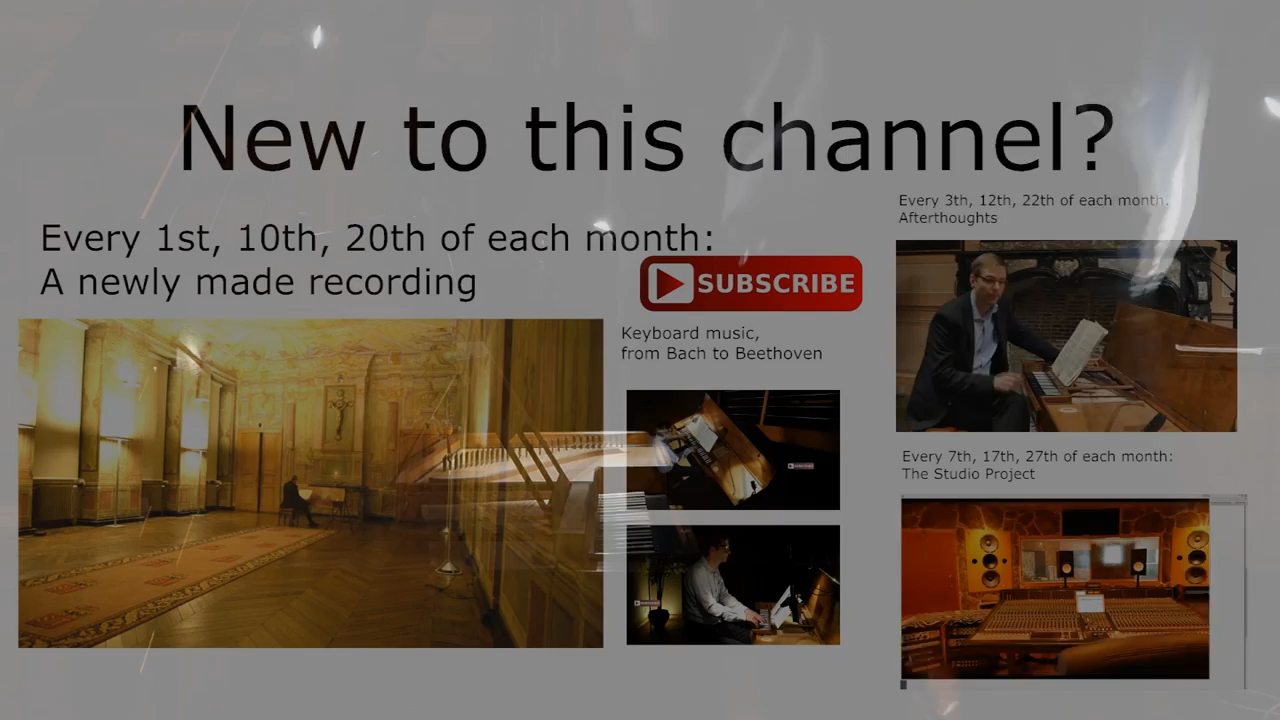 New to this channel?
Every 1st, 10th, 20th of each month:
A newly made recording
SUBSCRIBE
Keyboard music,
from Bach to Beethoven
Every 3th, 12th, 22th of each month,
Afterthoughts
Every 7th, 17th, 27th of each month:
The Studio Project